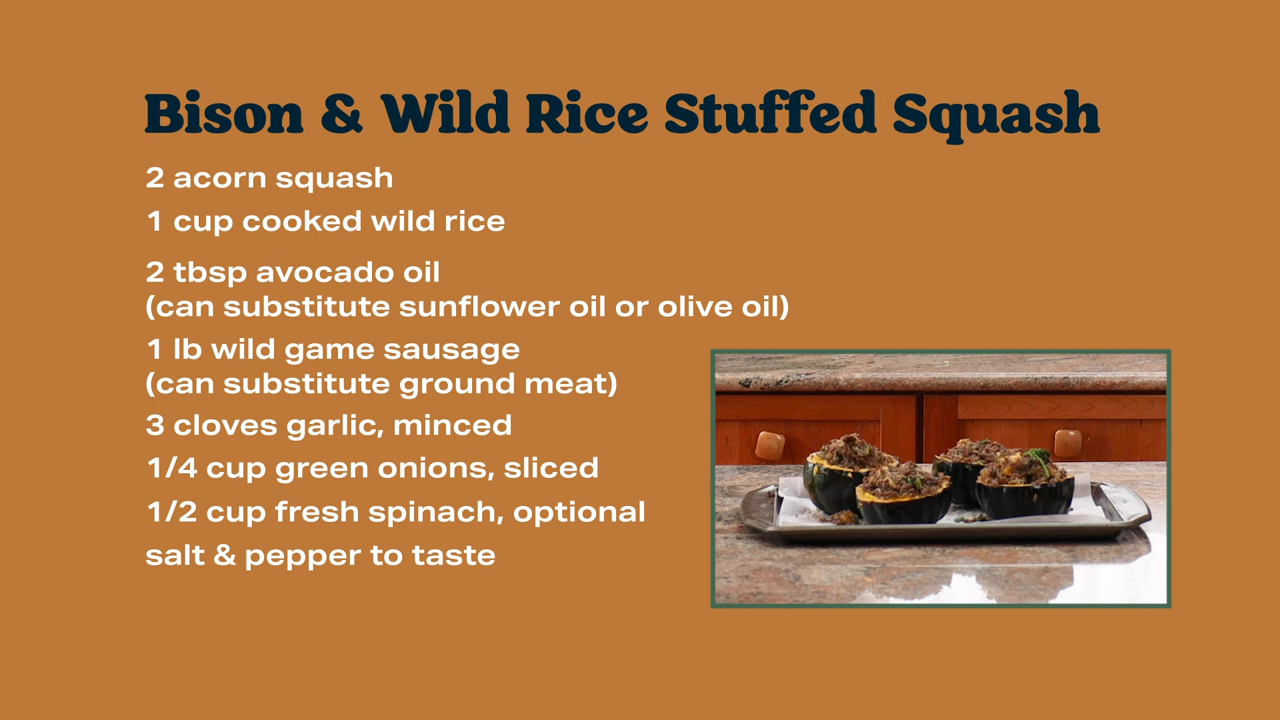 Bison & Wild Rice Stuffed Squash
2 acorn squash
1 cup cooked wild rice
2 tbsp avocado oil
(can substitute sunflower oil or olive oil)
1 lb wild game sausage
(can substitute ground meat)
3 cloves garlic, minced
1/4 cup green onions, sliced
1/2 cup fresh spinach, optional
salt & pepper to taste